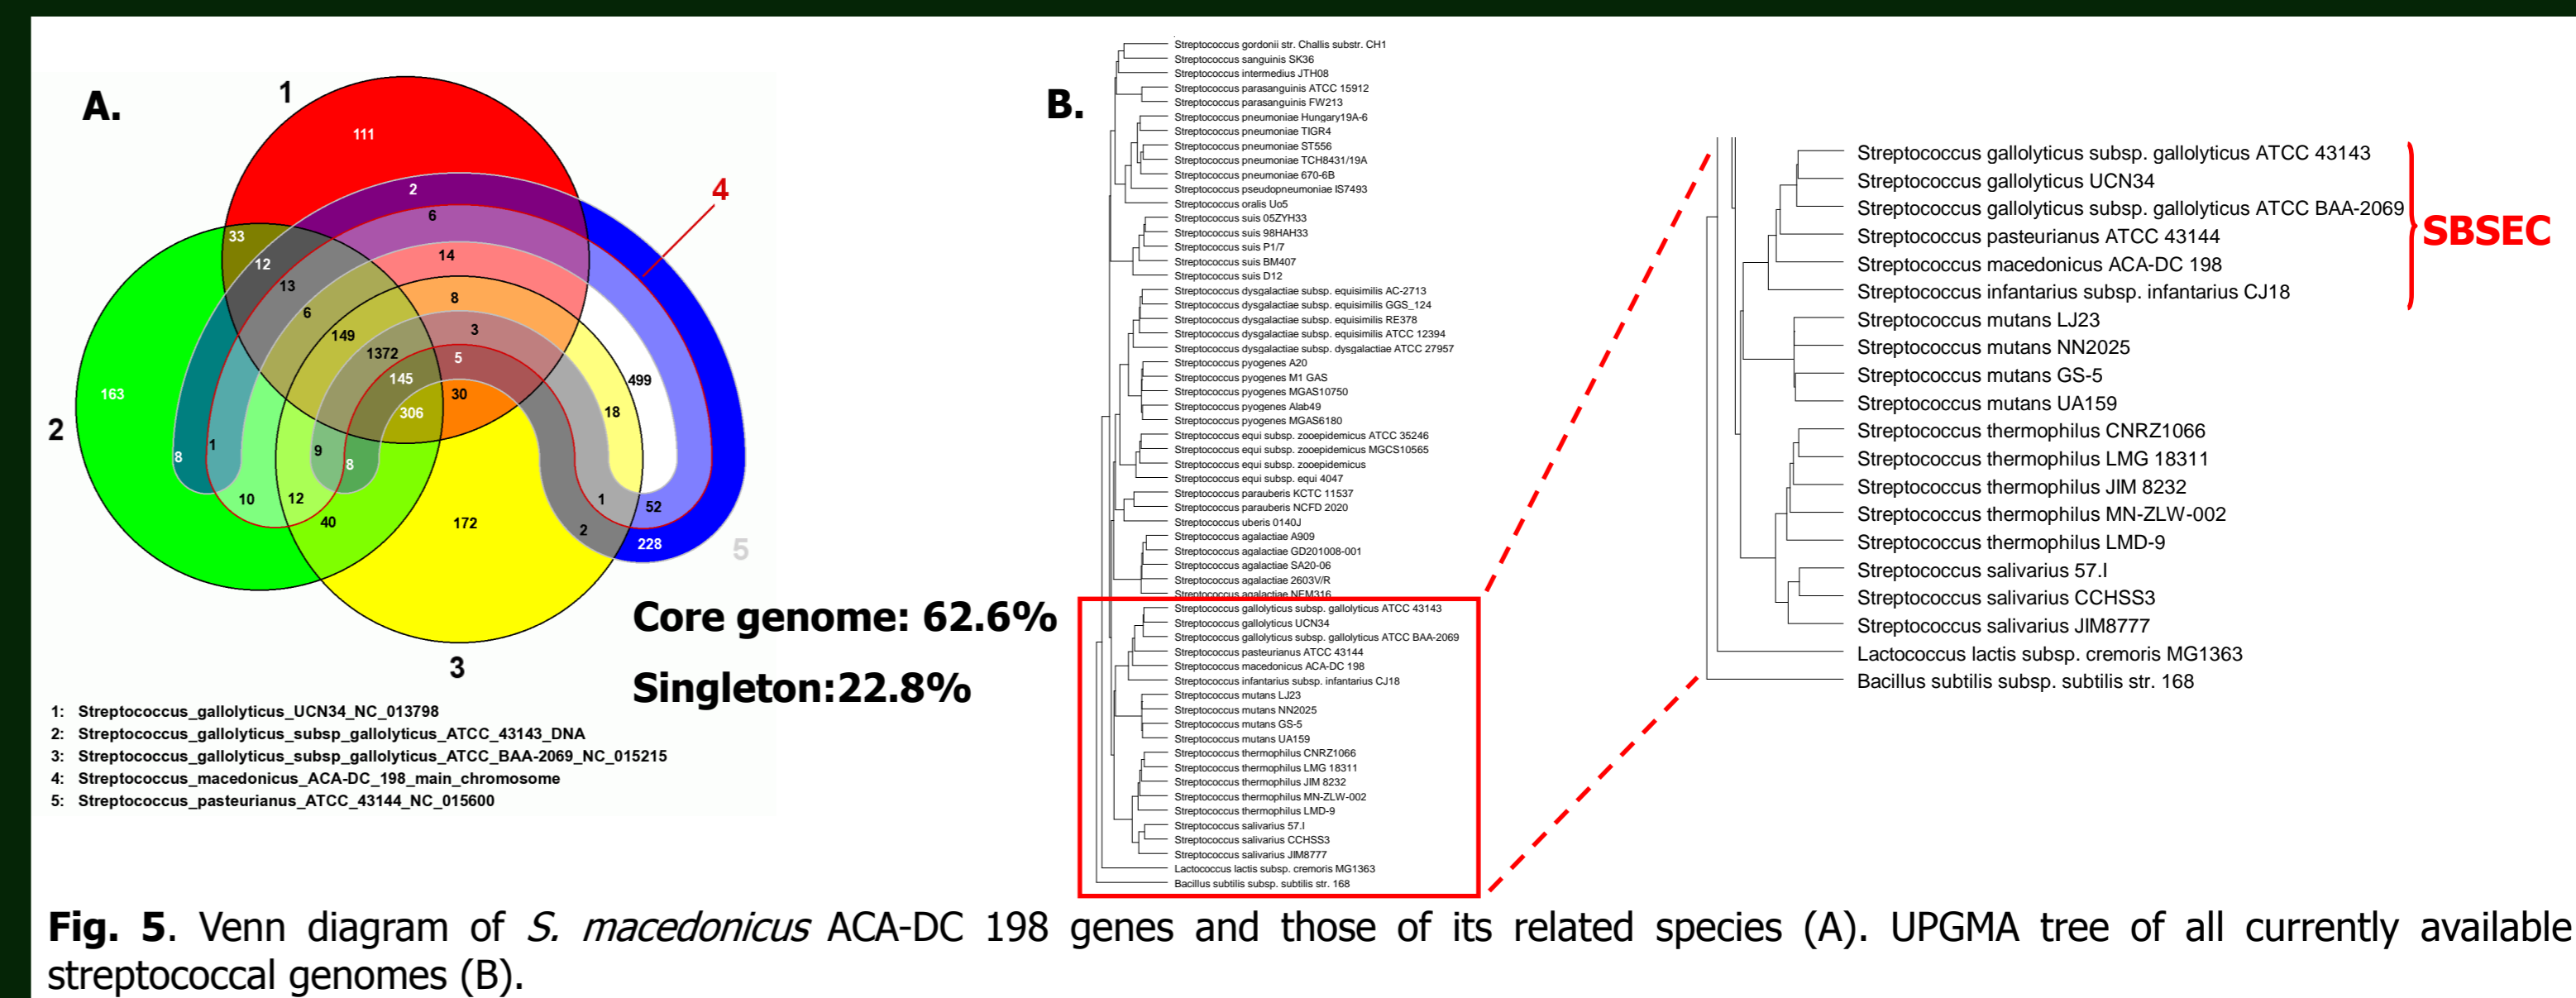 A.
1
111
2
4
6
33
14
12
13
8
6
3
149
1372
5
499
145
163
30
18
306
2
1
9
8
8
10
12
1
52
40
172
2
228
5
3
Core genome: 62.6%
Singleton:22.8%
1: Streptococcus_gallolyticus_UCN34_NC_013798
2: Streptococcus_gallolyticus_subsp_gallolyticus_ATCC_43143_DNA
3: Streptococcus_gallolyticus_subsp_gallolyticus_ATCC_BAA-2069_NC_015215
4: Streptococcus_macedonicus_ACA-DC_198_main_chromosome
5: Streptococcus_pasteurianus_ATCC_43144_NC_015600
B.
Streptococcus gordonii str. Challis substr. CH1
Streptococcus sanguinis SK36
Streptococcus intermedius JTH08
Streptococcus parasanguinis ATCC 15912
Streptococcus parasanguinis FW213
Streptococcus pneumoniae Hungary19A-6
Streptococcus pneumoniae TIGR4
Streptococcus pneumoniae ST556
Streptococcus pneumoniae TCH8431/19A
Streptococcus pneumoniae 670-6B
Streptococcus pseudopneumoniae IS7493
Streptococcus oralis Uo5
Streptococcus suis 05ZYH33
Streptococcus suis 98HAH33
Streptococcus suis P1/7
Streptococcus suis BM407
Streptococcus suis D12
Streptococcus dysgalactiae subsp. equisimilis AC-2713
Streptococcus dysgalactiae subsp. equisimilis GGS_124
Streptococcus dysgalactiae subsp. equisimilis RE378
Streptococcus dysgalactiae subsp. equisimilis ATCC 12394
Streptococcus dysgalactiae subsp. dysgalactiae ATCC 27957
Streptococcus pyogenes A20
Streptococcus pyogenes M1 GAS
Streptococcus pyogenes MGAS10750
Streptococcus pyogenes Alab49
Streptococcus pyogenes MGAS6180
Streptococcus equi subsp. zooepidemicus ATCC 35246
Streptococcus equi subsp. zooepidemicus MGCS10565
Streptococcus equi subsp. zooepidemicus
Streptococcus equi subsp. equi 4047
Streptococcus parauberis KCTC 11537
Streptococcus parauberis NCFD 2020
Streptococcus uberis 0140J
Streptococcus agalactiae A909
Streptococcus agalactiae GD201008-001
Streptococcus agalactiae SA20-06
Streptococcus agalactiae 2603V/R
Streptococcus agalactiae NEM316
Streptococcus gallolyticus subsp. gallolyticus ATCC 43143
Streptococcus gallolyticus UCN34
Streptococcus gallolyticus subsp. gallolyticus ATCC BAA-2069
Streptococcus pasteurianus ATCC 43144
Streptococcus macedonicus ACA-DC 198
Streptococcus infantarius subsp. infantarius CJ18
Streptococcus mutans LJ23
Streptococcus mutans NN2025
Streptococcus mutans GS-5
Streptococcus mutans UA159
Streptococcus thermophilus CNRZ1066
Streptococcus thermophilus LMG 18311
Streptococcus thermophilus JIM 8232
Streptococcus thermophilus MN-ZLW-002
Streptococcus thermophilus LMD-9
Streptococcus salivarius 57.I
Streptococcus salivarius CCHSS3
Streptococcus salivarius JIM8777
Lactococcus lactis subsp. cremoris MG1363
Bacillus subtilis subsp. subtilis str. 168
Streptococcus gallolyticus subsp. gallolyticus ATCC 43143
Streptococcus gallolyticus UCN34
Streptococcus gallolyticus subsp. gallolyticus ATCC BAA-2069
Streptococcus pasteurianus ATCC 43144
Streptococcus macedonicus ACA-DC 198
Streptococcus infantarius subsp. infantarius CJ18
Streptococcus mutans LJ23
Streptococcus mutans NN2025
Streptococcus mutans GS-5
Streptococcus mutans UA159
Streptococcus thermophilus CNRZ1066
Streptococcus thermophilus LMG 18311
Streptococcus thermophilus JIM 8232
Streptococcus thermophilus MN-ZLW-002
Streptococcus thermophilus LMD-9
Streptococcus salivarius 57.I
Streptococcus salivarius CCHSS3
Streptococcus salivarius JIM8777
Lactococcus lactis subsp. cremoris MG1363
Bacillus subtilis subsp. subtilis str. 168
SBSEC
Fig. 5. Venn diagram of S. macedonicus ACA-DC 198 genes and those of its related species (A). UPGMA tree of all currently available
streptococcal genomes (B).